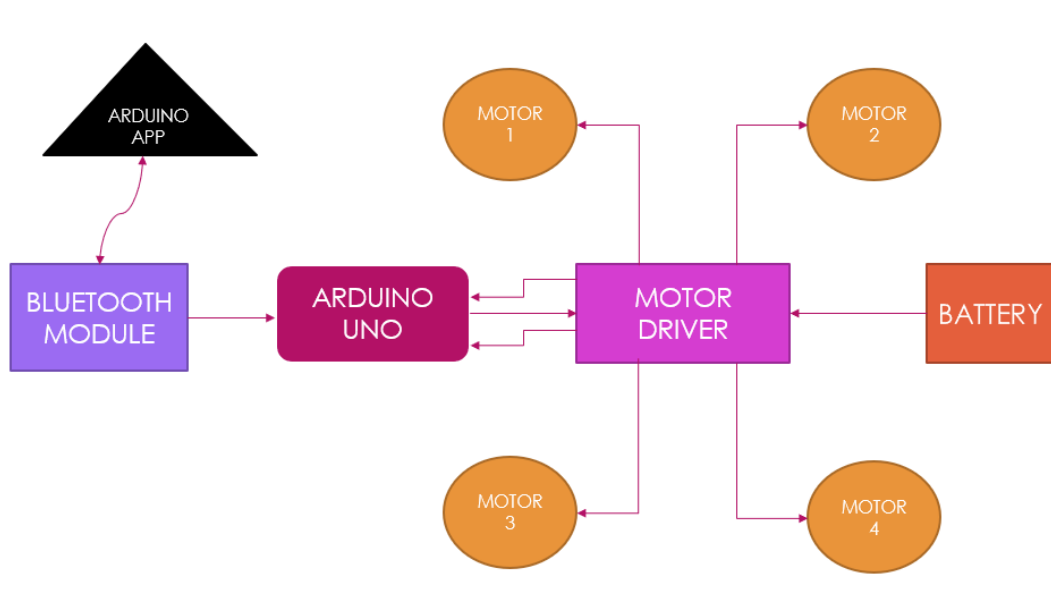 ARDUINO
APP
MOTOR
1
MOTOR
2
BLUETOOTH
MODULE
ARDUINO
UNO
MOTOR
DRIVER
BATTERY
MOTOR
3
MOTOR
4